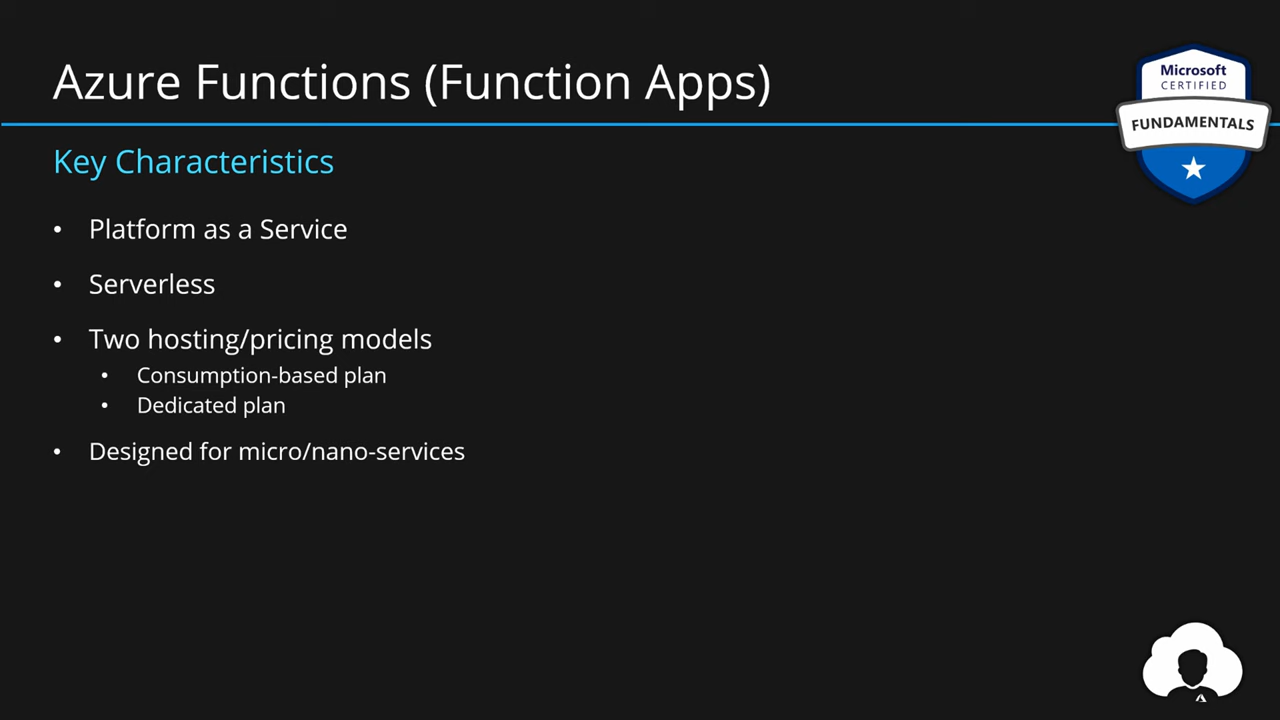 Azure Functions (Function Apps)
Microsoft
CERTIFIED
FUNDAMENTALS
Key Characteristics
• Platform as a Service
• Serverless
• Two hosting/pricing models
• Consumption-based plan
• Dedicated plan
• Designed for micro/nano-services